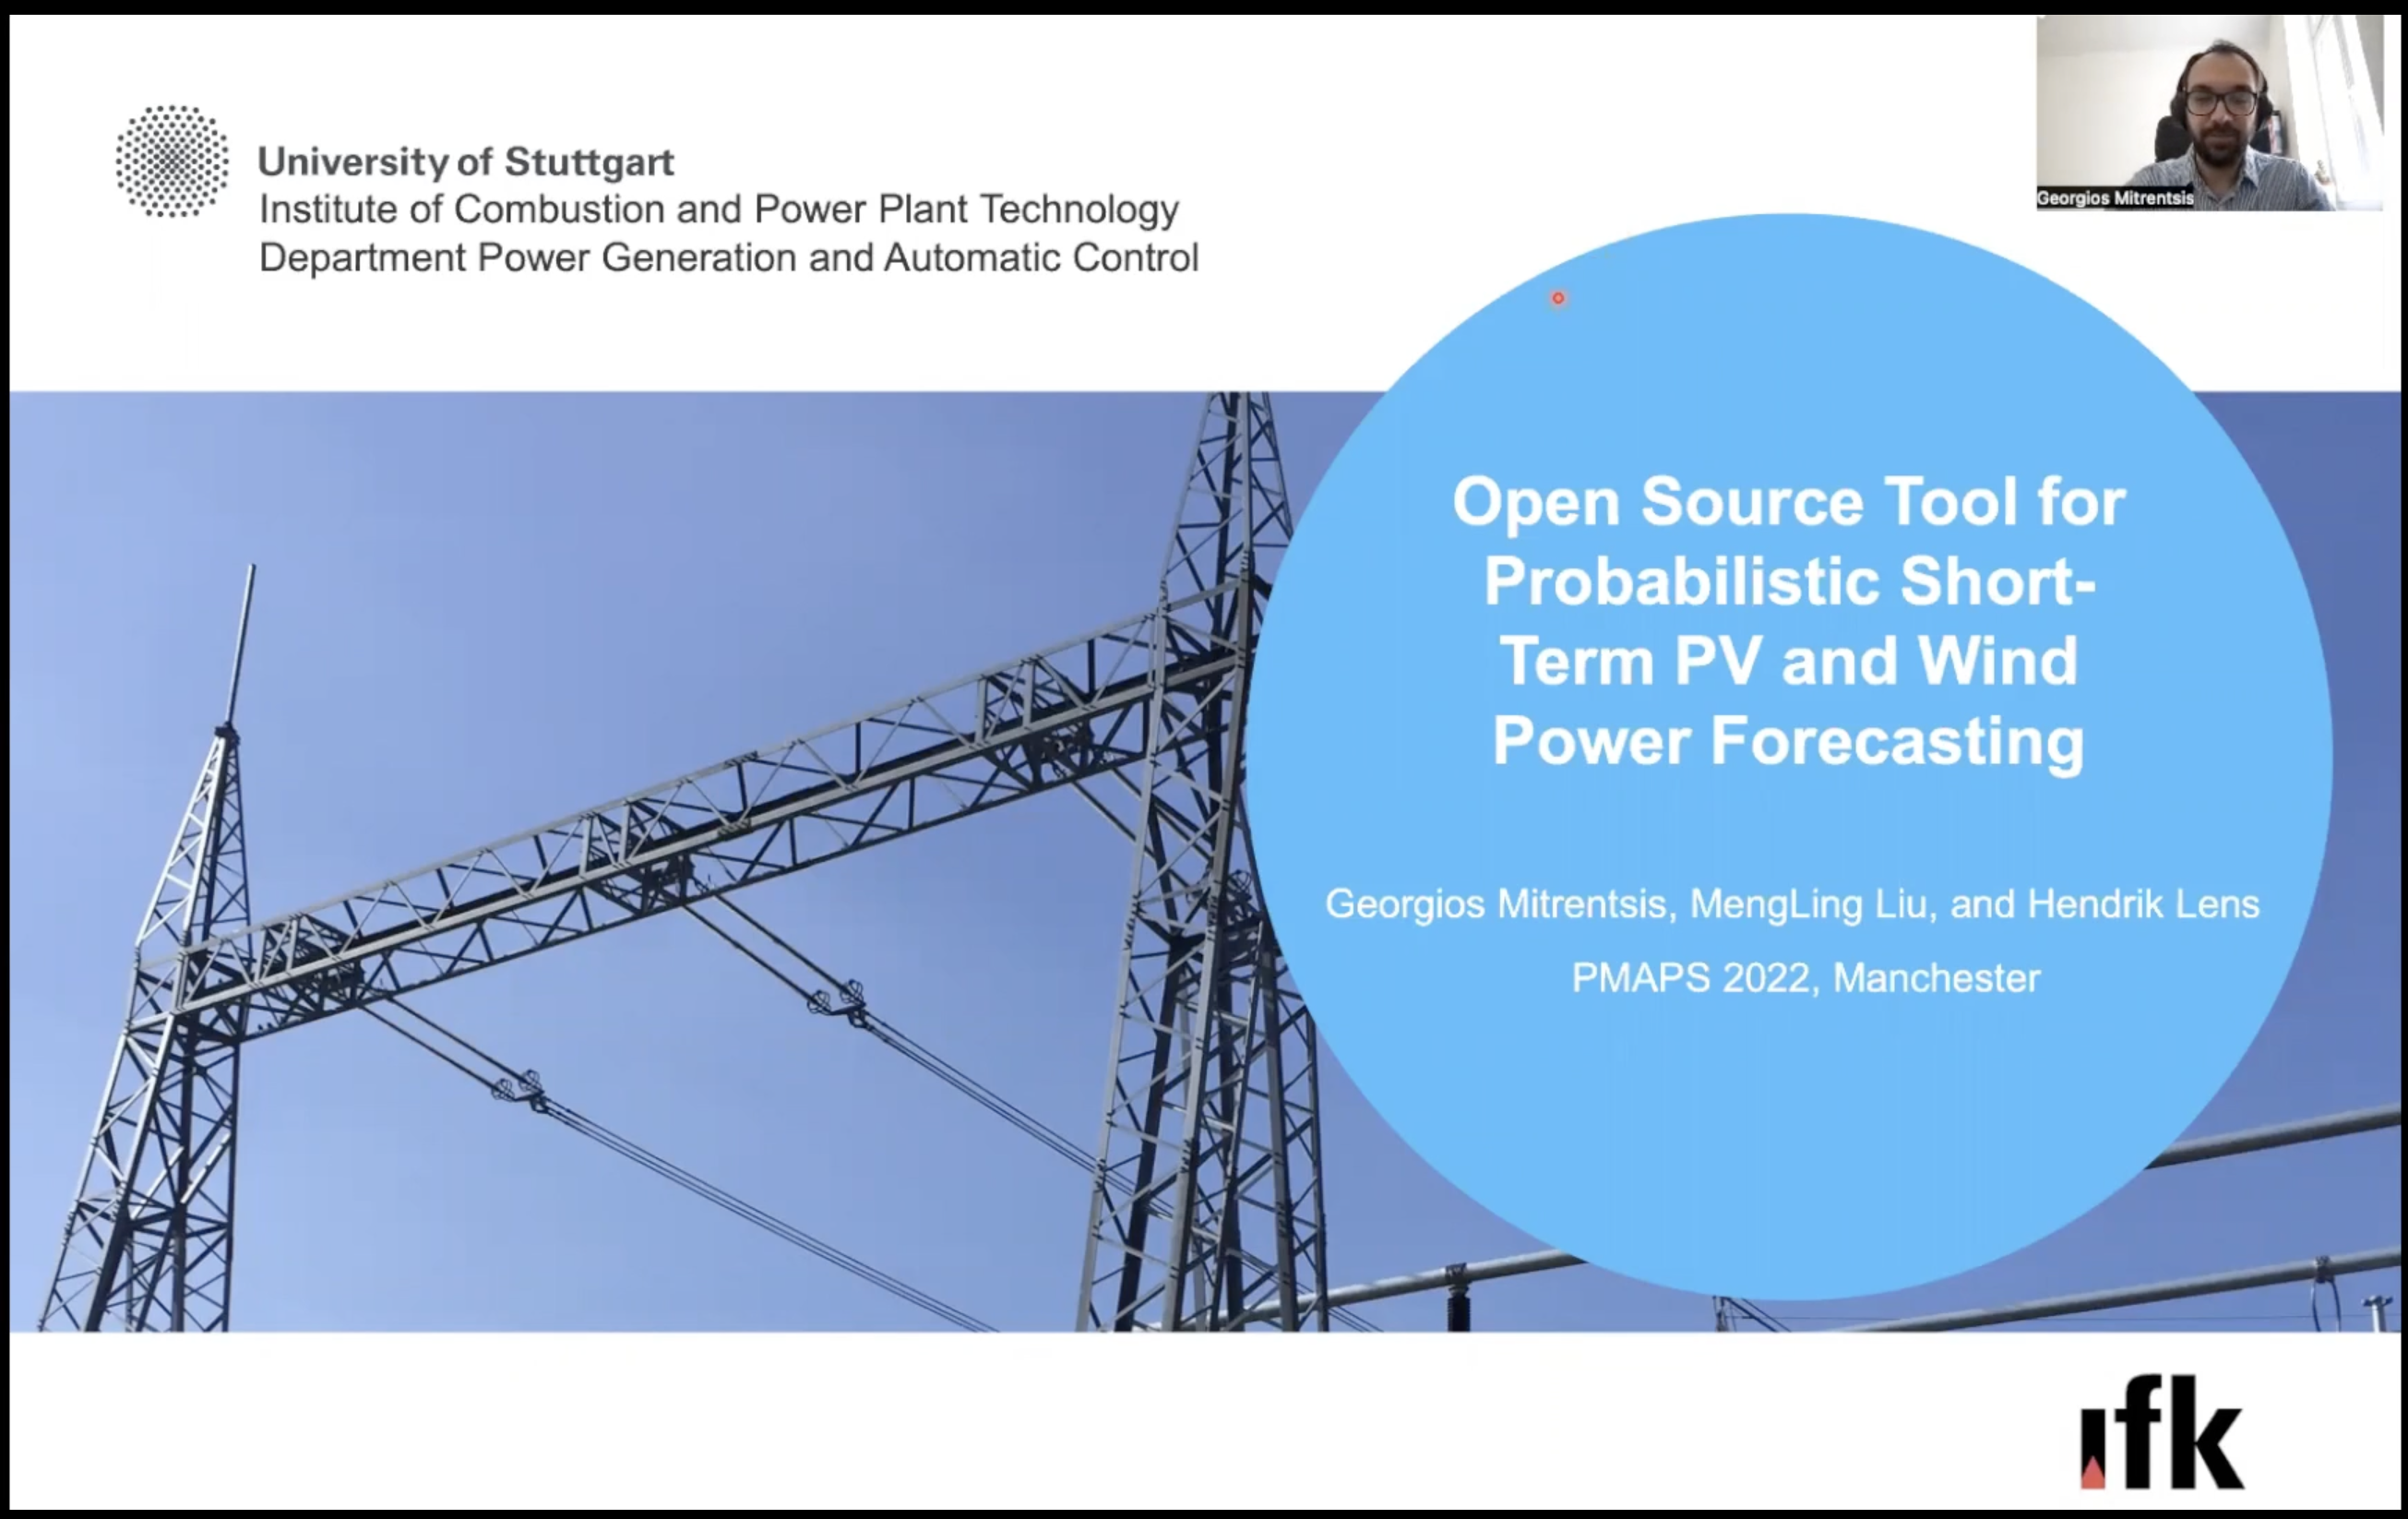 University of Stuttgart
Institute of Combustion and Power Plant Technology
Department Power Generation and Automatic Control
Georgios Mitrentsis
Open Source Tool for
Probabilistic Short-
Term PV and Wind
Power Forecasting
Georgios Mitrentsis, MengLing Liu, and Hendrik Lens
PMAPS 2022, Manchester
ifk